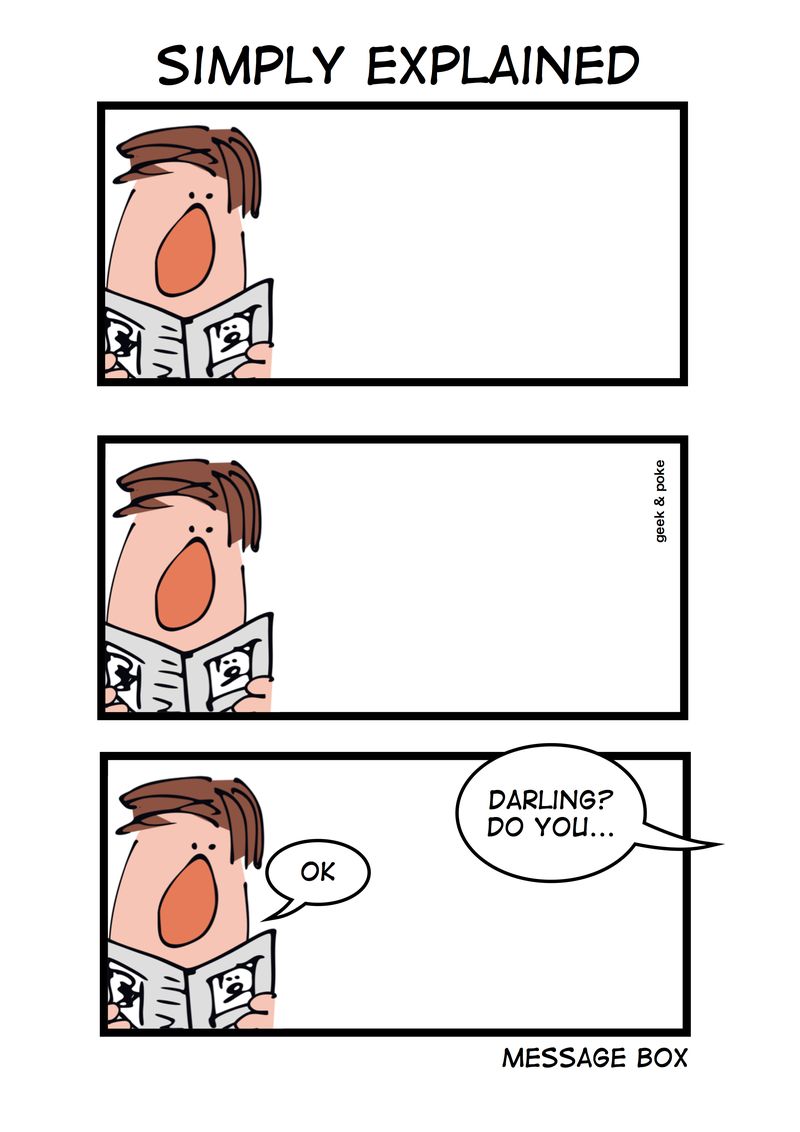 SIMPLY EXPLAINED
geek & poke
DARLING?
DO YOU...
OK
MESSAGE BOX